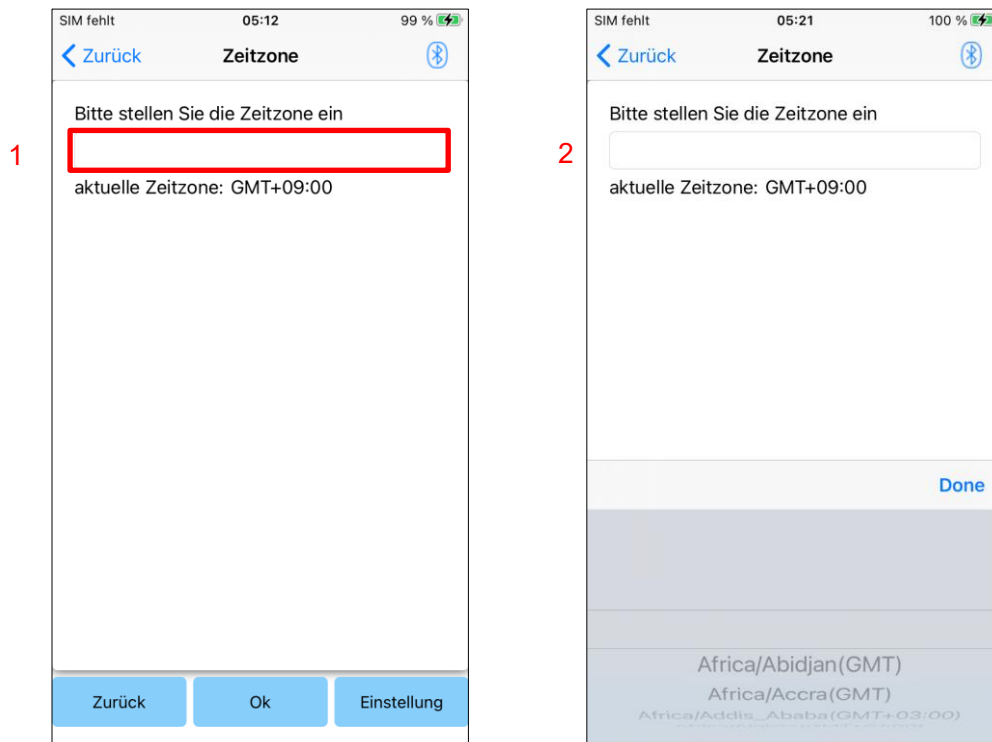 SIM fehlt 05:12 99 %
Zurück Zeitzone
Bitte stellen Sie die Zeitzone ein
1
aktuelle Zeitzone: GMT+09:00
Zurück Ok Einstellung
SIM fehlt 05:21 100 %
Zurück Zeitzone
Bitte stellen Sie die Zeitzone ein
2
aktuelle Zeitzone: GMT+09:00
Done
Africa/Abidjan(GMT)
Africa/Accra(GMT)
Africa/Addis_Ababa(GMT+03:00)